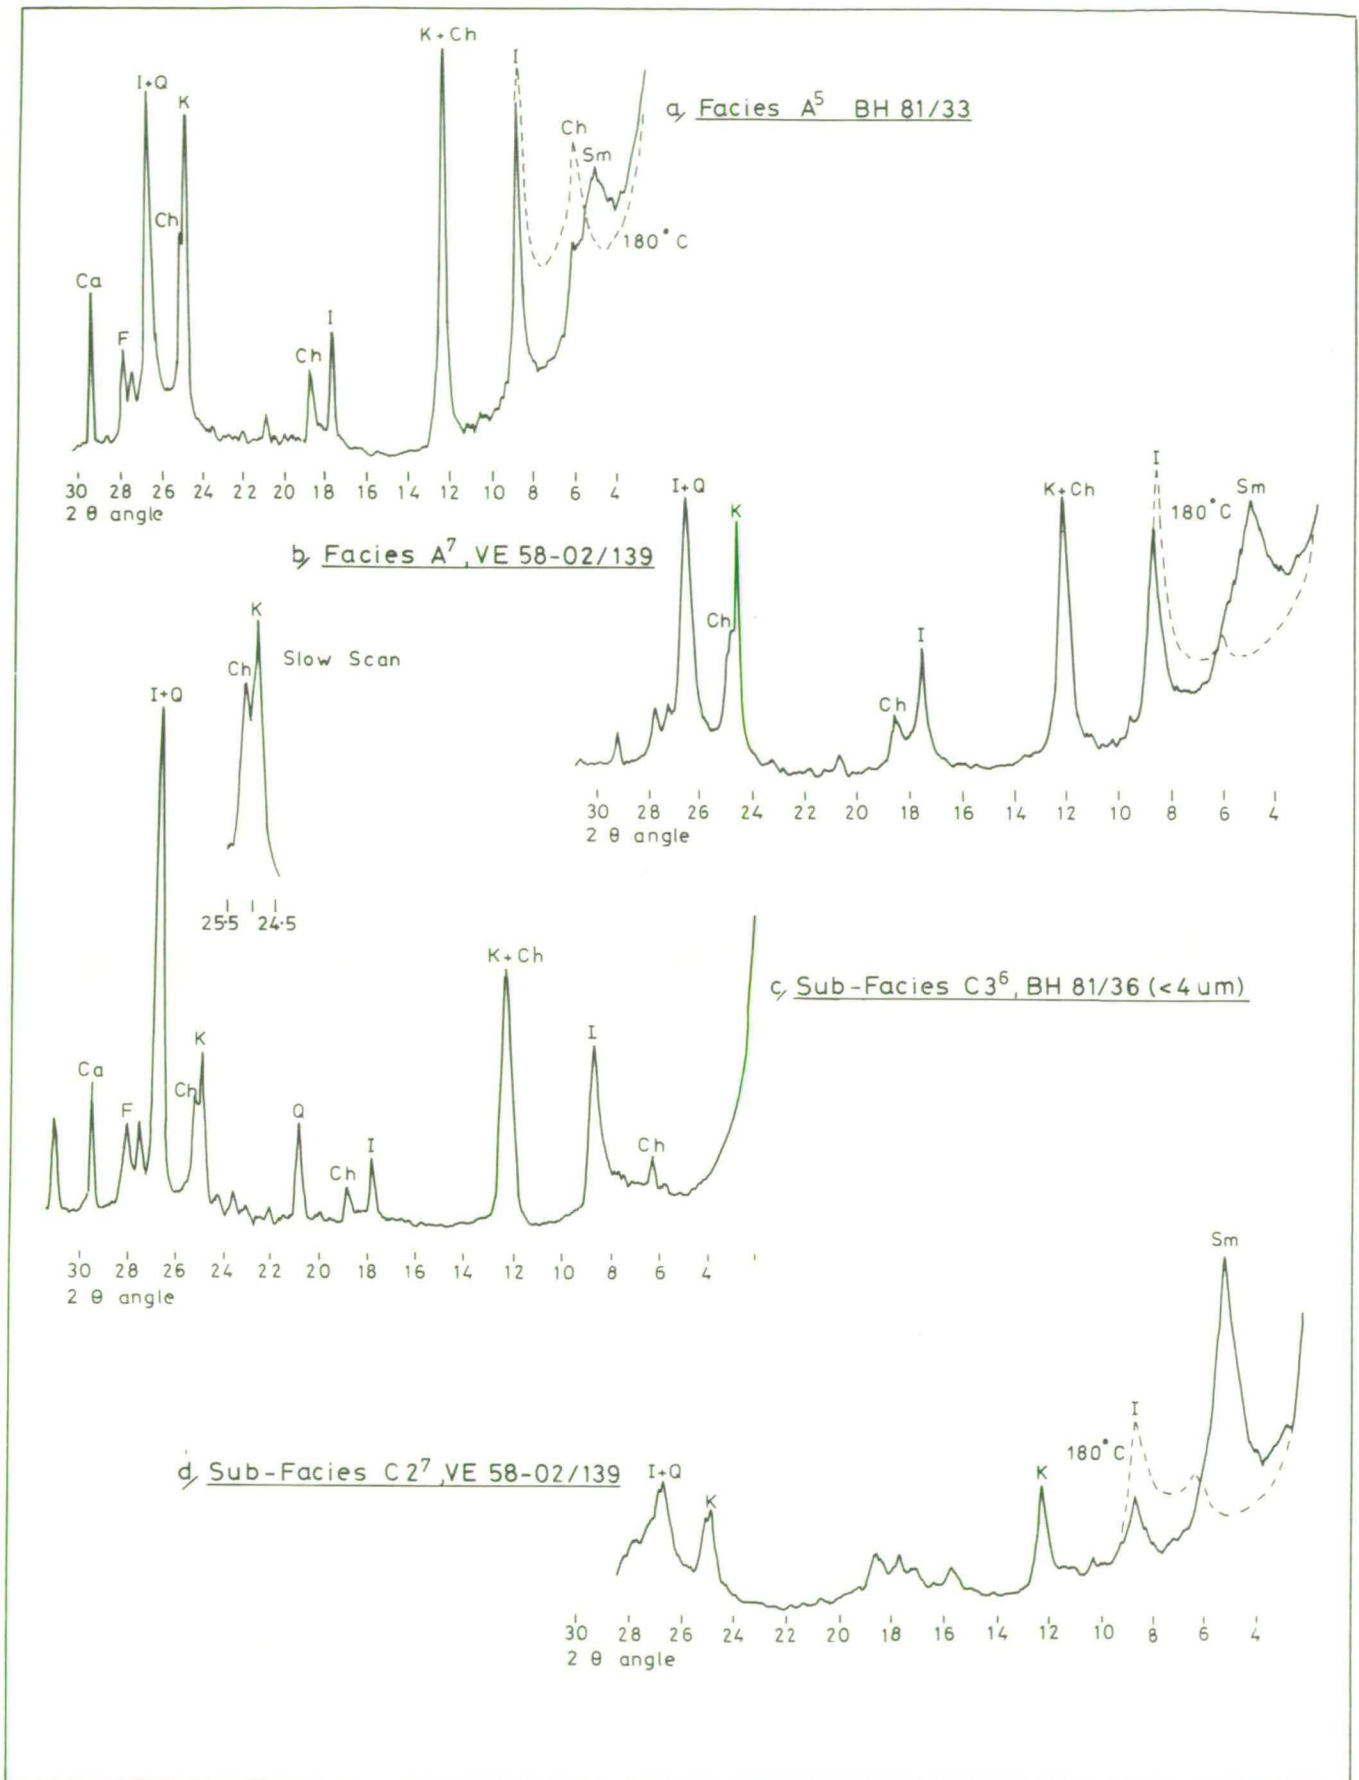 K+Ch
I
I+Q
K
Ch
Sm
Ch
Ca
F
Ch
I
180°C
a, Facies A⁵ BH 81/33
30 28 26 24 22 20 18 16 14 12 10 8 6 4
2 θ angle
I+Q
K
Ch
Ch
I
K+Ch
I
180°C
Sm
b, Facies A⁷, VE 58-02/139
30 28 26 24 22 20 18 16 14 12 10 8 6 4
2 θ angle
K
Ch
Slow Scan
25·5 24·5
I+Q
Ca
F
Ch
K
Q
Ch
I
K+Ch
I
Ch
c, Sub-Facies C3⁶, BH 81/36 (<4um)
30 28 26 24 22 20 18 16 14 12 10 8 6 4
2 θ angle
Sm
I
180°C
K
d, Sub-Facies C2⁷, VE 58-02/139
I+Q
K
30 28 26 24 22 20 18 16 14 12 10 8 6 4
2 θ angle